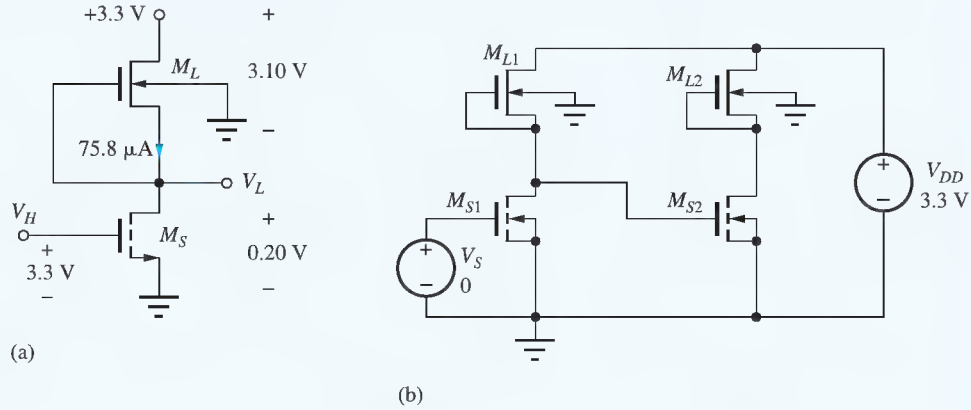 +3.3 V
+
M_L
3.10 V
–
75.8 µA
V_L
V_H
+
3.3 V
–
M_S
+
0.20 V
–
(a)
M_L1
M_L2
M_S1
M_S2
+
–
V_S
0
+
–
V_DD
3.3 V
(b)